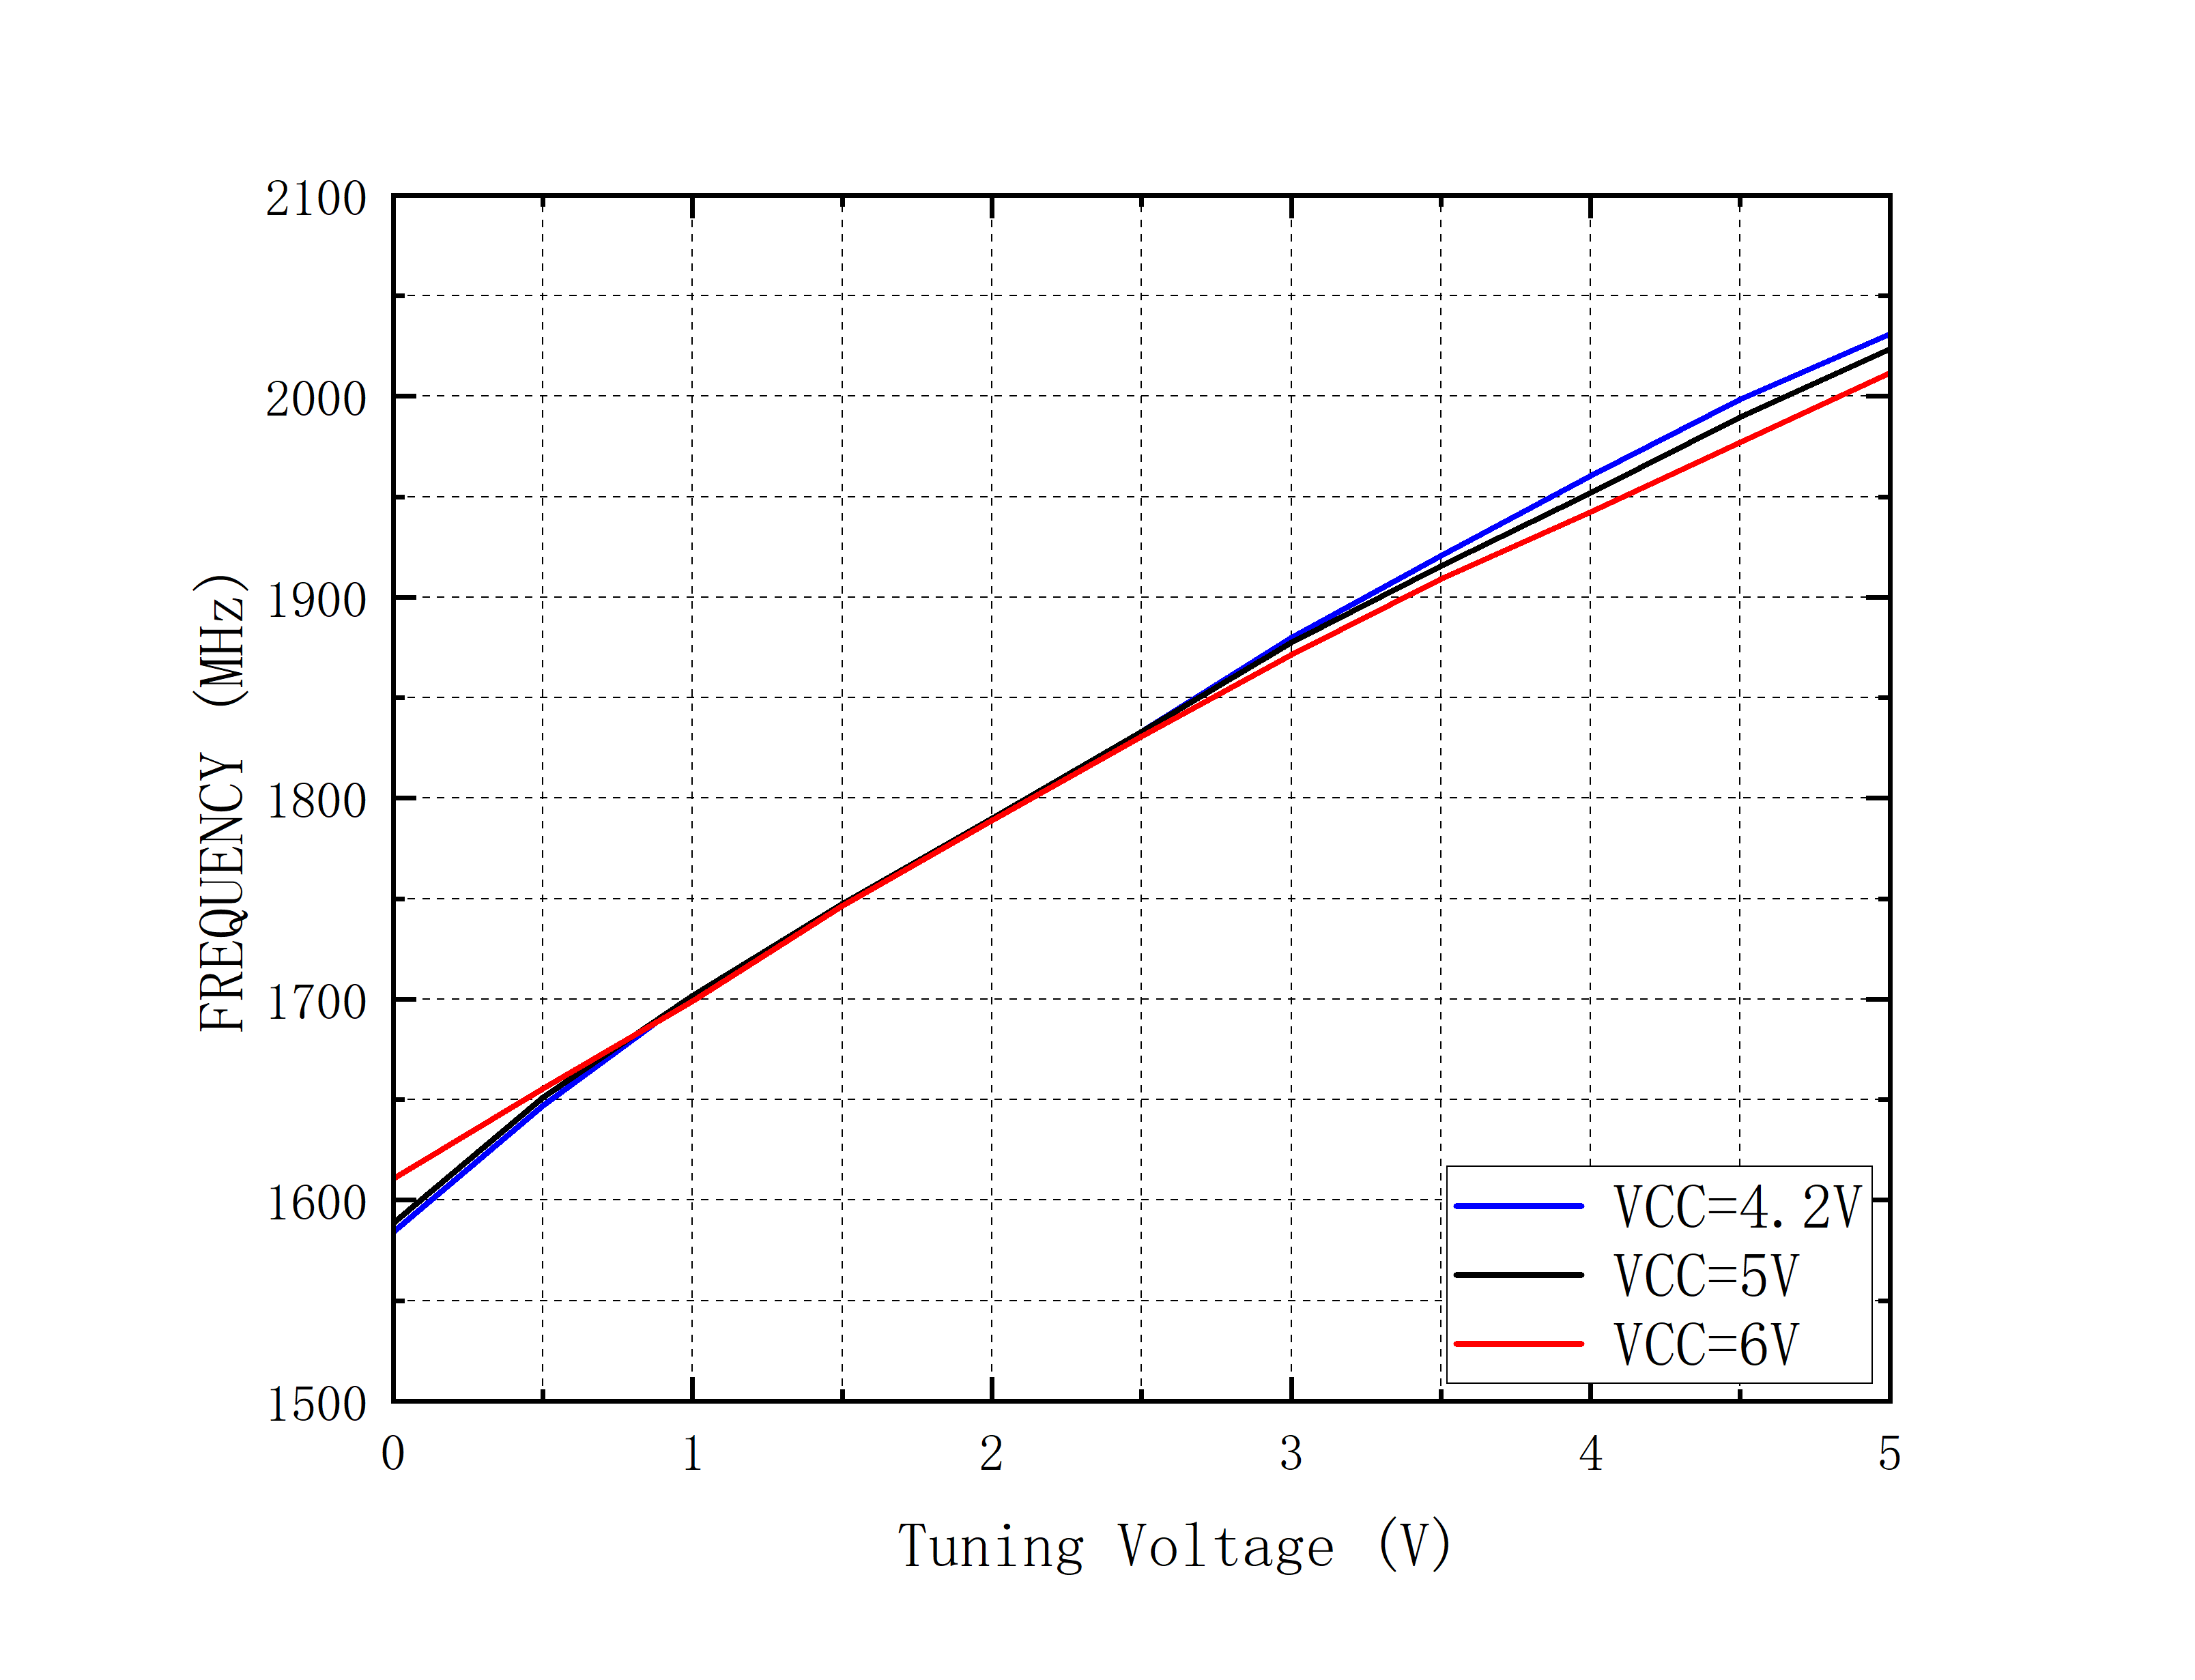 2100
2000
1900
1800
1700
1600
1500
FREQUENCY (MHz)
0 1 2 3 4 5
Tuning Voltage (V)
VCC=4.2V
VCC=5V
VCC=6V